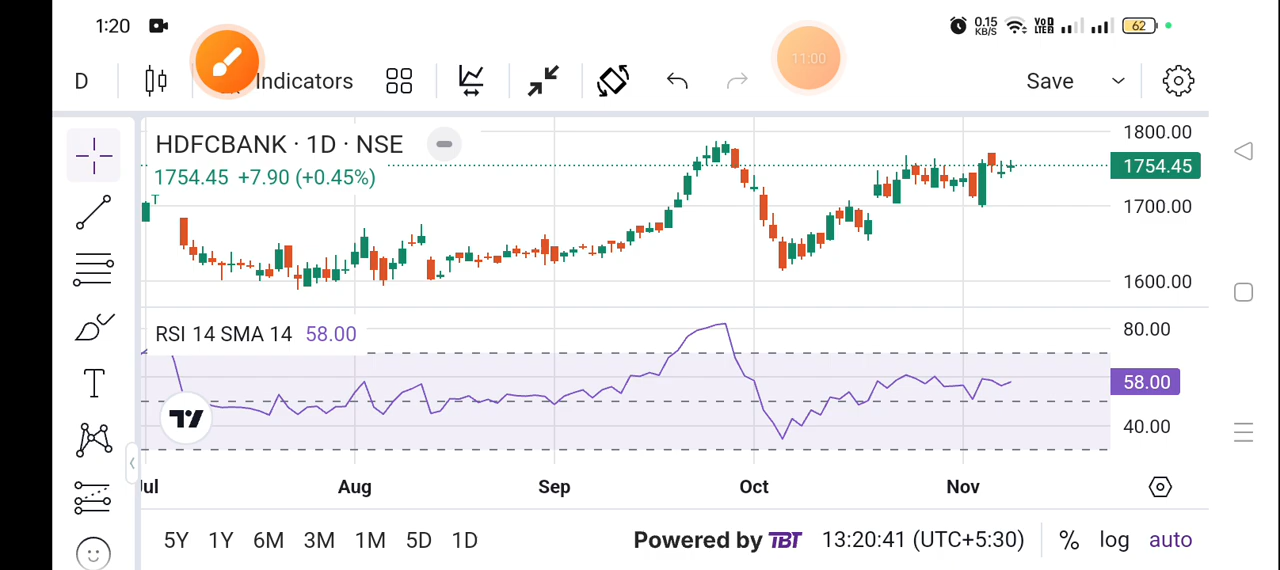 1:20
0.15 KB/S
Vo) LTE2
62
11:00
D
Indicators
Save
HDFCBANK · 1D · NSE
1754.45 +7.90 (+0.45%)
T
1800.00
1754.45
1700.00
1600.00
RSI 14 SMA 14 58.00
80.00
58.00
40.00
Jul Aug Sep Oct Nov
5Y 1Y 6M 3M 1M 5D 1D
Powered by TBT 13:20:41 (UTC+5:30) % log auto